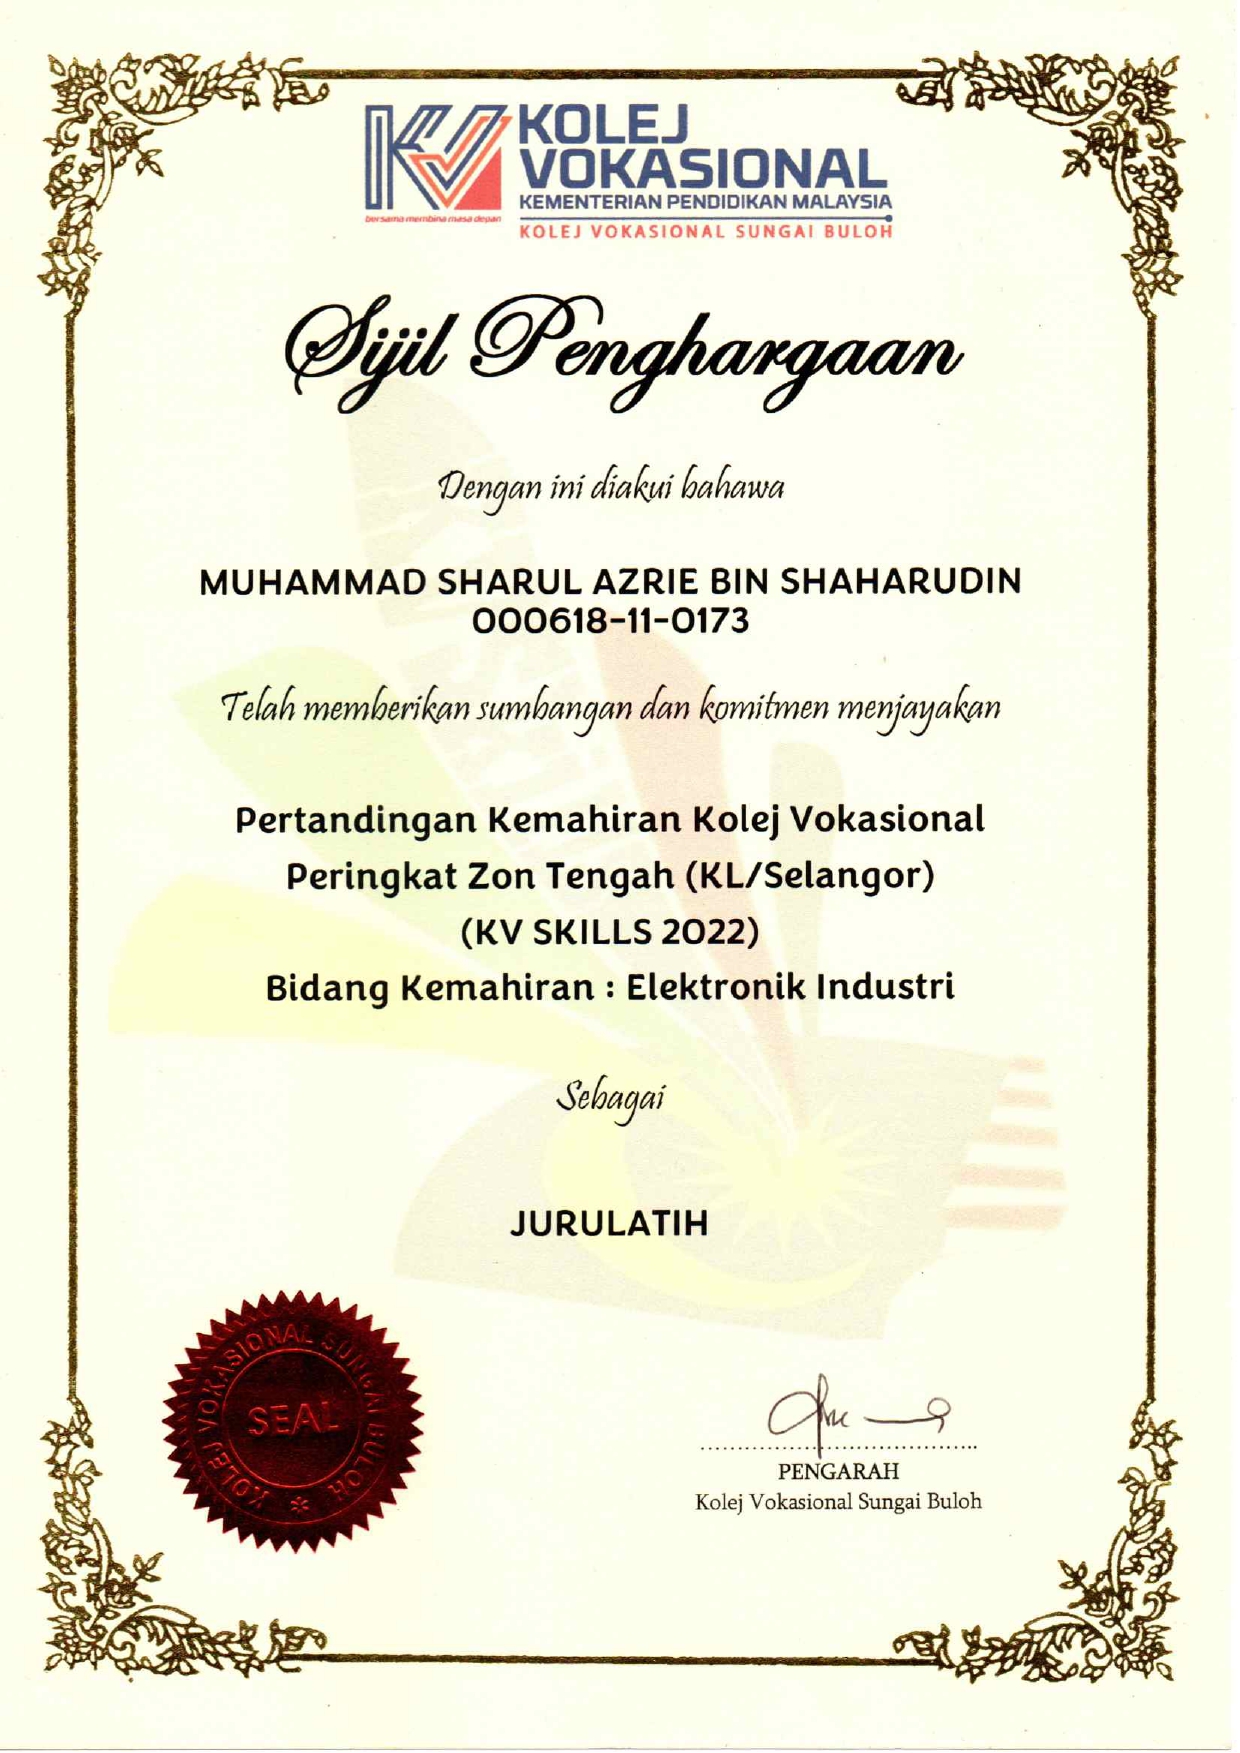 KOLEJ
VOKASIONAL
KEMENTERIAN PENDIDIKAN MALAYSIA
bersama membina masa depan
KOLEJ VOKASIONAL SUNGAI BULOH
Sijil Penghargaan
Dengan ini diakui bahawa
MUHAMMAD SHARUL AZRIE BIN SHAHARUDIN
000618-11-0173
Telah memberikan sumbangan dan komitmen menjayakan
Pertandingan Kemahiran Kolej Vokasional
Peringkat Zon Tengah (KL/Selangor)
(KV SKILLS 2022)
Bidang Kemahiran : Elektronik Industri
Sebagai
JURULATIH
KOLEJ VOKASIONAL SUNGAI BULOH
SEAL
PENGARAH
Kolej Vokasional Sungai Buloh